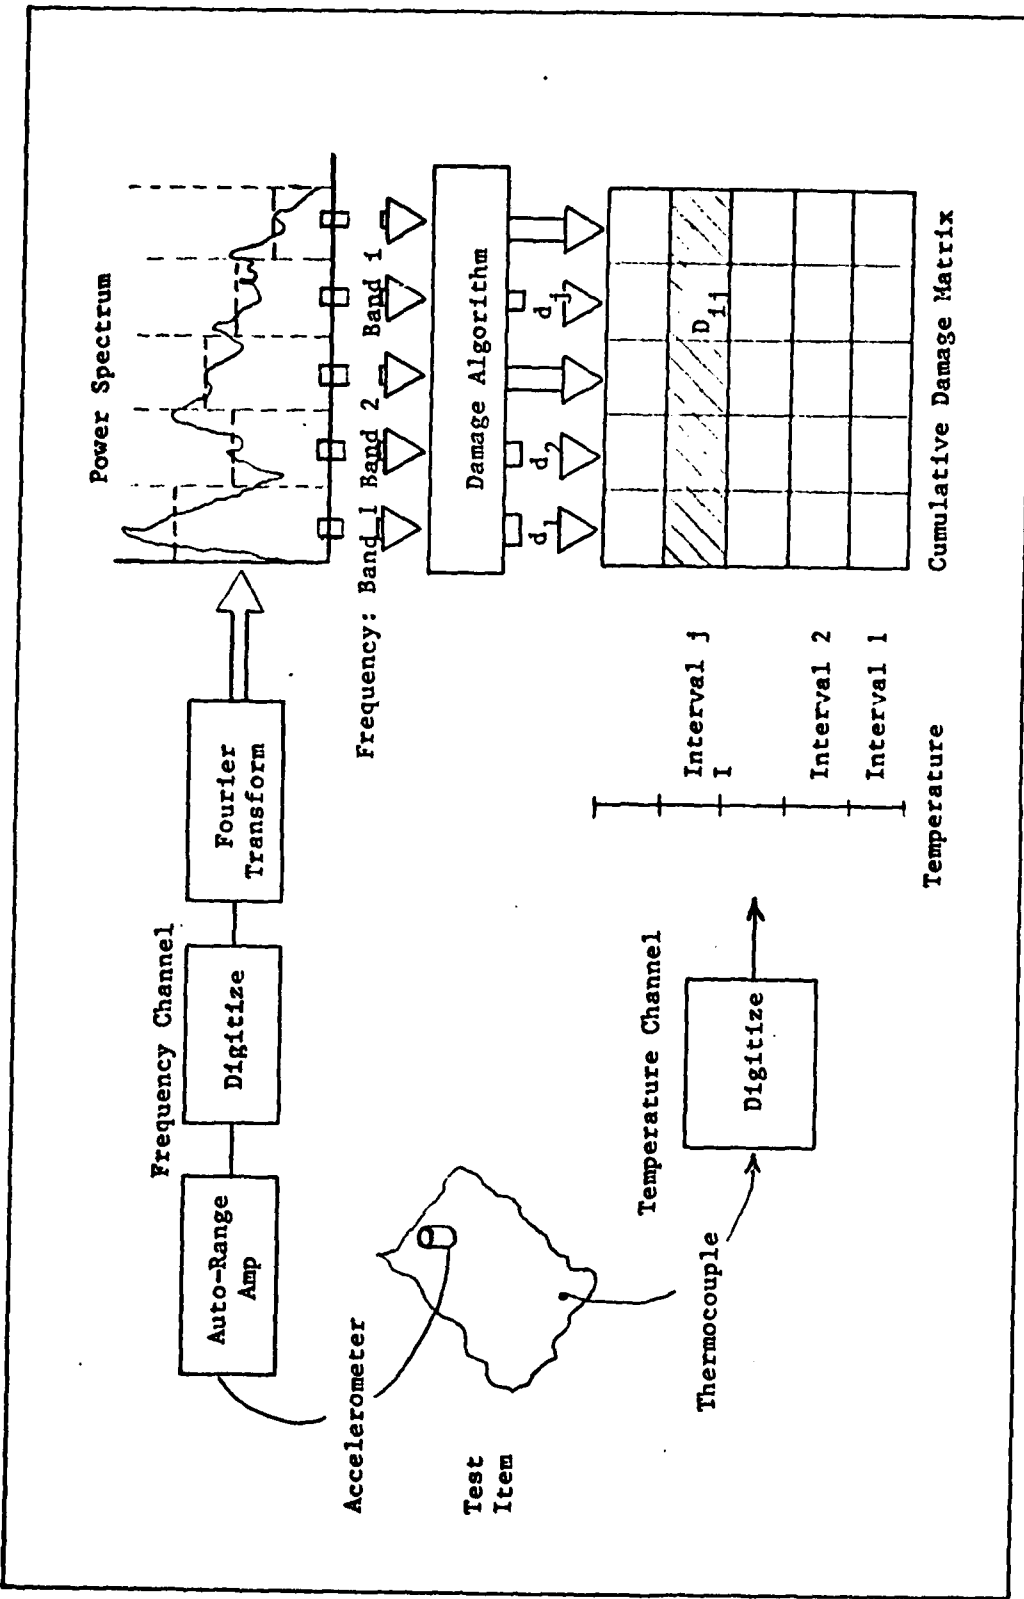 Frequency Channel
Auto-Range
Amp
Digitize
Fourier
Transform
Power Spectrum
Frequency: Band 1 Band 2 Band i
Damage Algorithm
d1 d2 dj
Dij
Cumulative Damage Matrix
Interval j
I
Interval 2
Interval 1
Temperature
Accelerometer
Test
Item
Temperature Channel
Thermocouple
Digitize